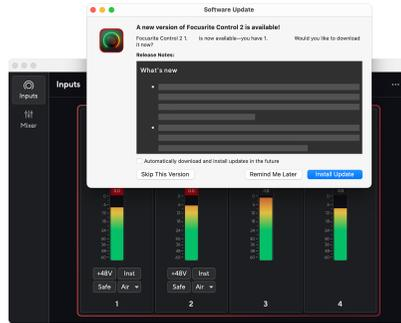 Software Update
A new version of Focusrite Control 2 is available!
Focusrite Control 2 1. is now available—you have 1. Would you like to download
it now?
Release Notes:
What's new
Automatically download and install updates in the future
Skip This Version
Remind Me Later
Install Update
Inputs
Mixer
Inputs
+48V Inst
Safe Air
+48V Inst
Safe Air
1
2
3
4